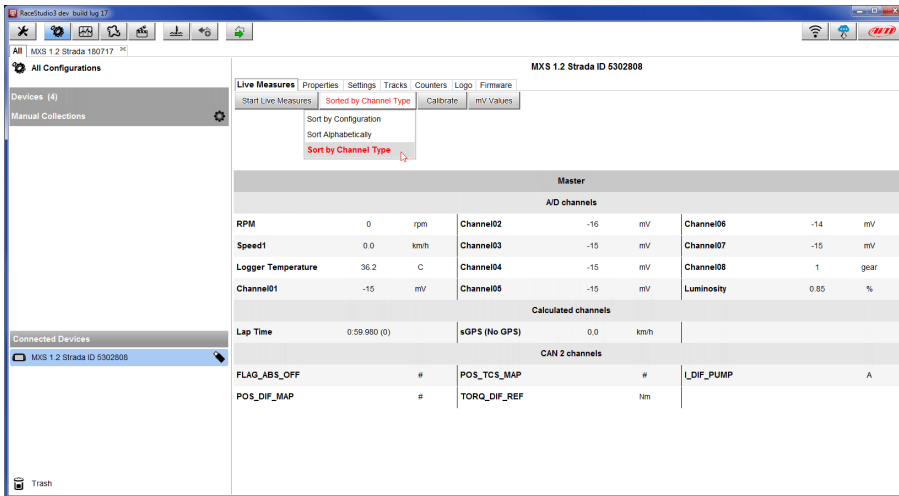 RaceStudio3 dev build lug 17
AiM
All MXS 1.2 Strada 180717
All Configurations
Devices (4)
Manual Collections
Connected Devices
MXS 1.2 Strada ID 5302808
Trash
MXS 1.2 Strada ID 5302808
Live Measures Properties Settings Tracks Counters Logo Firmware
Start Live Measures Sorted by Channel Type Calibrate mV Values
Sort by Configuration
Sort Alphabetically
Sort by Channel Type
Master
A/D channels
RPM 0 rpm Channel02 -16 mV Channel06 -14 mV
Speed1 0.0 km/h Channel03 -15 mV Channel07 -15 mV
Logger Temperature 36.2 C Channel04 -15 mV Channel08 1 gear
Channel01 -15 mV Channel05 -15 mV Luminosity 0.85 %
Calculated channels
Lap Time 0:59.980 (0) sGPS (No GPS) 0.0 km/h
CAN 2 channels
FLAG_ABS_OFF # POS_TCS_MAP # I_DIF_PUMP A
POS_DIF_MAP # TORQ_DIF_REF Nm